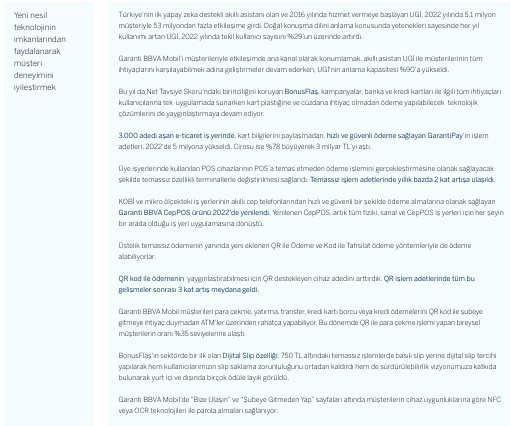 Yeni nesil
teknolojinin
imkanlarından
faydalanarak
müşteri
deneyimini
iyileştirmek
Türkiye'nin ilk yapay zeka destekli akıllı asistanı olan ve 2016 yılında hizmet vermeye başlayan UGİ, 2022 yılında 5,1 milyon
müşteriyle 53 milyondan fazla etkileşime girdi. Doğal konuşma dilini anlama konusunda yetenekleri sayesinde her yıl
kullanımı artan UGİ, 2022 yılında tekil kullanıcı sayısını %29'un üzerinde artırdı.
Garanti BBVA Mobil'i müşterileriyle etkileşimde ana kanal olarak konumlamak, akıllı asistan UGİ ile müşterilerinin tüm
ihtiyaçlarını karşılayabilmek adına geliştirmeler devam ederken, UGİ'nin anlama kapasitesi %90'a yükseldi.
Bu yıl da Net Tavsiye Skoru'ndaki birinciliğini koruyan BonusFlaş, kampanyalar, banka ve kredi kartları ile ilgili tüm ihtiyaçları
kullanıcılarına tek uygulamada sunarken kart plastiğine ve cüzdana ihtiyaç olmadan ödeme yapılabilecek teknolojik
çözümlerini de yaygınlaştırmaya devam ediyor.
3.000 adedi aşan e-ticaret iş yerinde, kart bilgilerini paylaşmadan, hızlı ve güvenli ödeme sağlayan GarantiPay'in işlem
adetleri, 2022'de 5 milyona yükseldi. Cirosu ise %78 büyüyerek 3 milyar TL'yi aştı.
Üye işyerlerinde kullanılan POS cihazlarının POS'a temas etmeden ödeme işlemini gerçekleştirmesine olanak sağlayacak
şekilde temassız özellikli terminallerle değiştirilmesi sağlandı. Temassız işlem adetlerinde yıllık bazda 2 kat artışa ulaşıldı.
KOBİ ve mikro ölçekteki iş yerlerinin akıllı cep telefonlarından hızlı ve güvenli bir şekilde ödeme almalarına olanak sağlayan
Garanti BBVA CepPOS ürünü 2022'de yenilendi. Yenilenen CepPOS, artık tüm fiziki, sanal ve CepPOS iş yerleri için her şeyin
bir arada olduğu iş yeri uygulamasına dönüştü.
Üstelik temassız ödemenin yanında yeni eklenen QR ile Ödeme ve Kod ile Tahsilat ödeme yöntemleriyle de ödeme
alabiliyorlar.
QR kod ile ödemenin yaygınlaştırabilmesi için QR destekleyen cihaz adedini arttırdık. QR işlem adetlerinde tüm bu
gelişmeler sonrası 3 kat artış meydana geldi.
Garanti BBVA Mobil müşterileri para çekme, yatırma, transfer, kredi kartı borcu veya kredi ödemelerini QR kod ile şubeye
gitmeye ihtiyaç duymadan ATM'ler üzerinden rahatça yapabiliyor. Bu dönemde QR ile para çekme işlemi yapan bireysel
müşterilerin oranı %35 seviyelerine ulaştı.
BonusFlaş'ın sektörde bir ilk olan Dijital Slip özelliği, 750 TL altındaki temassız işlemlerde basılı slip yerine dijital slip tercihi
yapılarak hem kullanıcılarımızın slip saklama zorunluluğunu ortadan kaldırdı hem de sürdürülebilirlik vizyonumuza katkıda
bulunarak yurt içi ve dışında birçok ödüle layık görüldü.
Garanti BBVA Mobil'de "Bize Ulaşın" ve "Şubeye Gitmeden Yap" sayfaları altında müşterilerin cihaz uygunluklarına göre NFC
veya OCR teknolojileri ile parola almaları sağlanıyor.